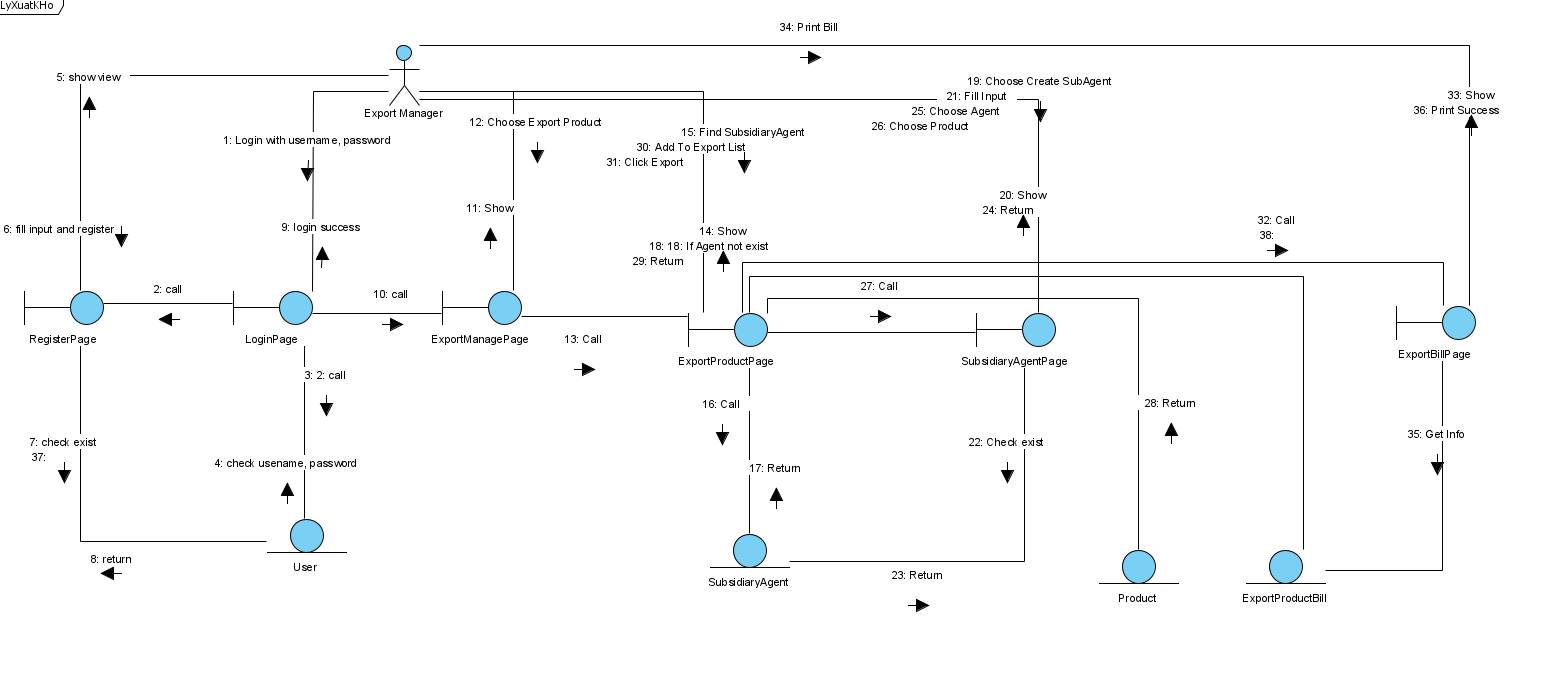 LyXuatKHo
34: Print Bill
5: show view
Export Manager
19: Choose Create SubAgent
21: Fill Input
25: Choose Agent
26: Choose Product
33: Show
36: Print Success
12: Choose Export Product
15: Find SubsidiaryAgent
30: Add To Export List
31: Click Export
1: Login with username, password
20: Show
24: Return
11: Show
6: fill input and register
9: login success
14: Show
18: 18: If Agent not exist
29: Return
32: Call
38:
2: call
10: call
27: Call
RegisterPage
LoginPage
ExportManagePage
13: Call
ExportProductPage
SubsidiaryAgentPage
ExportBillPage
3: 2: call
16: Call
28: Return
7: check exist
37:
22: Check exist
35: Get Info
4: check usename, password
17: Return
8: return
User
23: Return
SubsidiaryAgent
Product
ExportProductBill